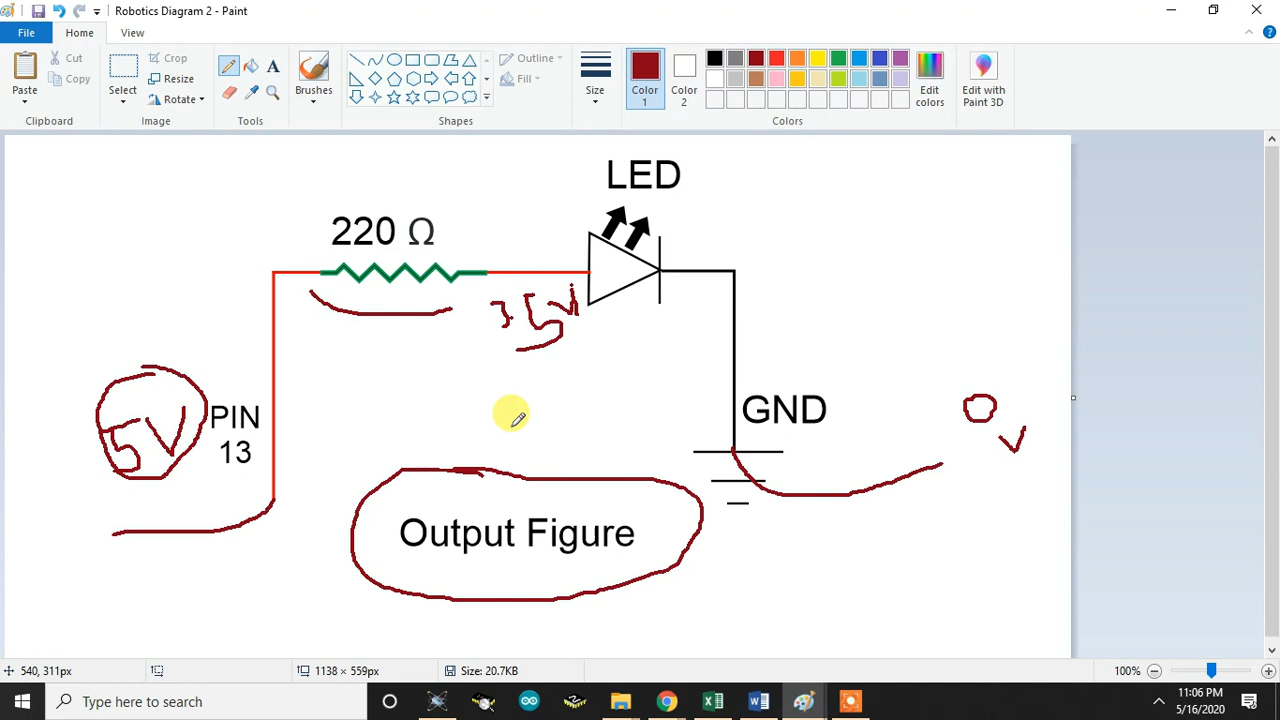 Robotics Diagram 2 - Paint
File
Home
View
Paste
Cut
Copy
Clipboard
Select
Crop
Resize
Rotate
Image
Tools
Brushes
Shapes
Outline
Fill
Size
Color 1
Color 2
Colors
Edit colors
Edit with Paint 3D
LED
220 Ω
5V
PIN
13
GND
0 V
Output Figure
540, 311px
1138 × 559px
Size: 20.7KB
100%
Type here to search
11:06 PM
5/16/2020